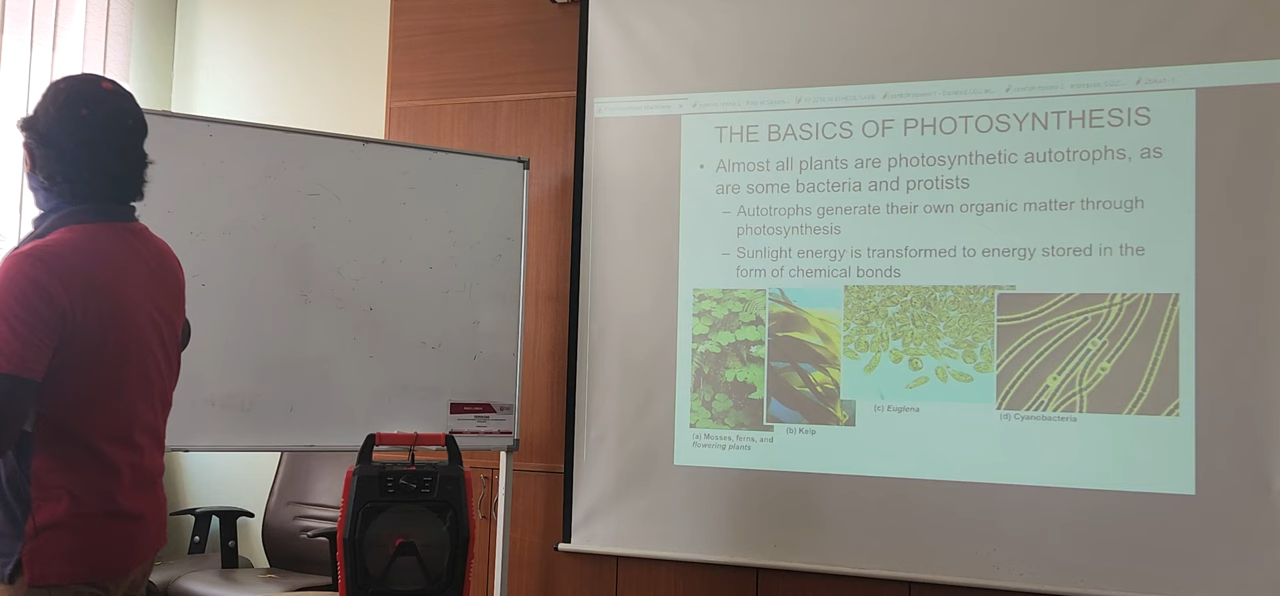 THE BASICS OF PHOTOSYNTHESIS
• Almost all plants are photosynthetic autotrophs, as
are some bacteria and protists
– Autotrophs generate their own organic matter through
photosynthesis
– Sunlight energy is transformed to energy stored in the
form of chemical bonds
(a) Mosses, ferns, and
flowering plants
(b) Kelp
(c) Euglena
(d) Cyanobacteria